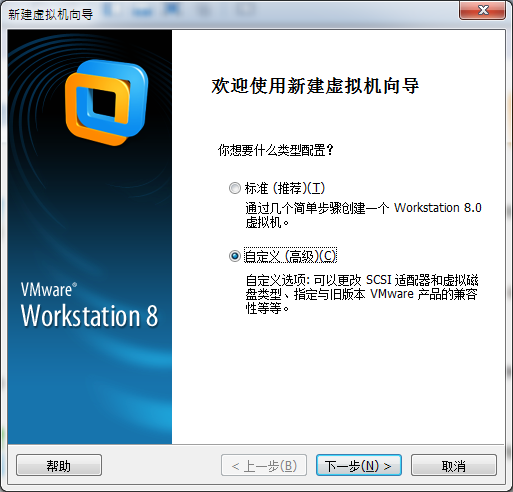 新建虚拟机向导
欢迎使用新建虚拟机向导
你想要什么类型配置？
标准 (推荐)(T)
通过几个简单步骤创建一个 Workstation 8.0
虚拟机。
自定义 (高级)(C)
自定义选项: 可以更改 SCSI 适配器和虚拟磁
盘类型、指定与旧版本 VMware 产品的兼容
性等等。
VMware®
Workstation 8
帮助
< 上一步(B)
下一步(N) >
取消